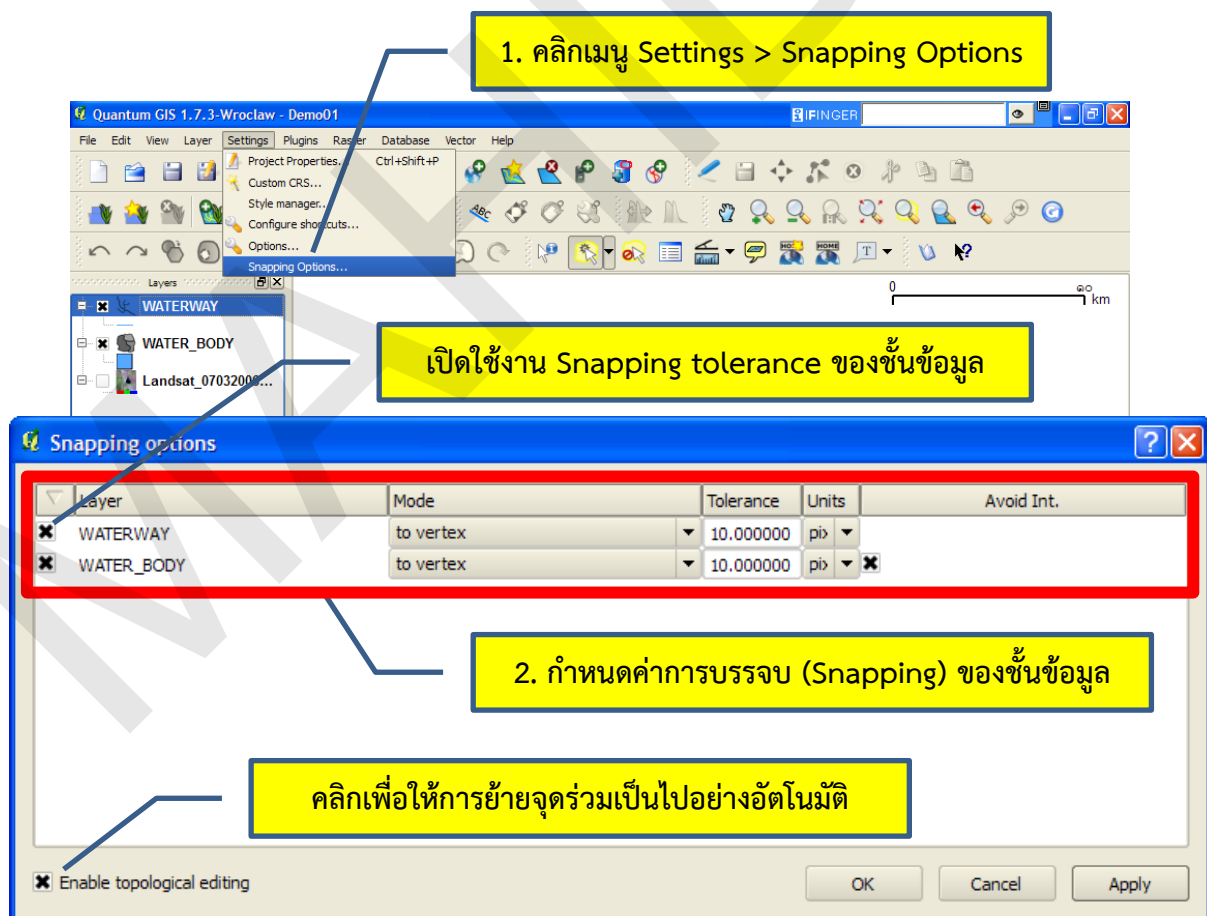 1. คลิกเมนู Settings > Snapping Options
Quantum GIS 1.7.3-Wroclaw - Demo01
IFINGER
File Edit View Layer Settings Plugins Raster Database Vector Help
Project Properties... Ctrl+Shift+P
Custom CRS...
Style manager...
Configure shortcuts...
Options...
Snapping Options...
Layers
0 ๑๐
km
WATERWAY
WATER_BODY
เปิดใช้งาน Snapping tolerance ของชั้นข้อมูล
Landsat_07032006...
Snapping options
Layer Mode Tolerance Units Avoid Int.
WATERWAY to vertex 10.000000 pix
WATER_BODY to vertex 10.000000 pix
2. กำหนดค่าการบรรจบ (Snapping) ของชั้นข้อมูล
คลิกเพื่อให้การย้ายจุดร่วมเป็นไปอย่างอัตโนมัติ
Enable topological editing
OK Cancel Apply